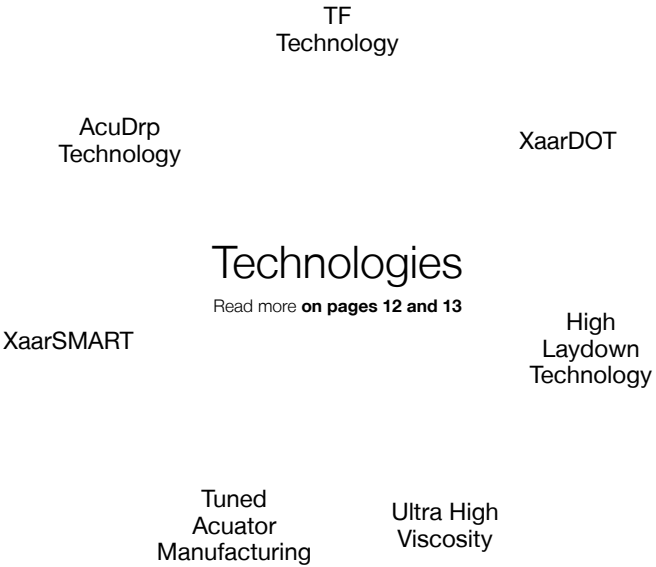 TF
Technology
AcuDrp
Technology
XaarDOT
Technologies
Read more on pages 12 and 13
XaarSMART
High
Laydown
Technology
Tuned
Acuator
Manufacturing
Ultra High
Viscosity